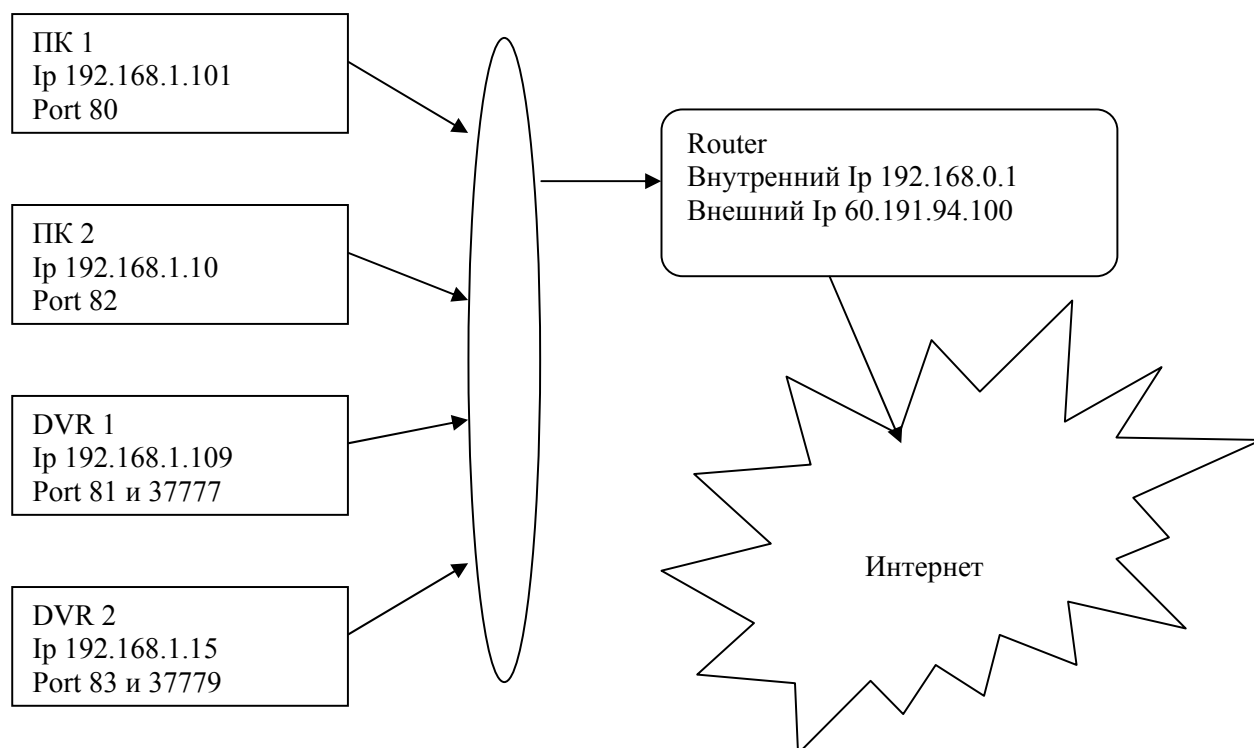 ПК 1
Ip 192.168.1.101
Port 80
ПК 2
Ip 192.168.1.10
Port 82
DVR 1
Ip 192.168.1.109
Port 81 и 37777
DVR 2
Ip 192.168.1.15
Port 83 и 37779
Router
Внутренний Ip 192.168.0.1
Внешний Ip 60.191.94.100
Интернет